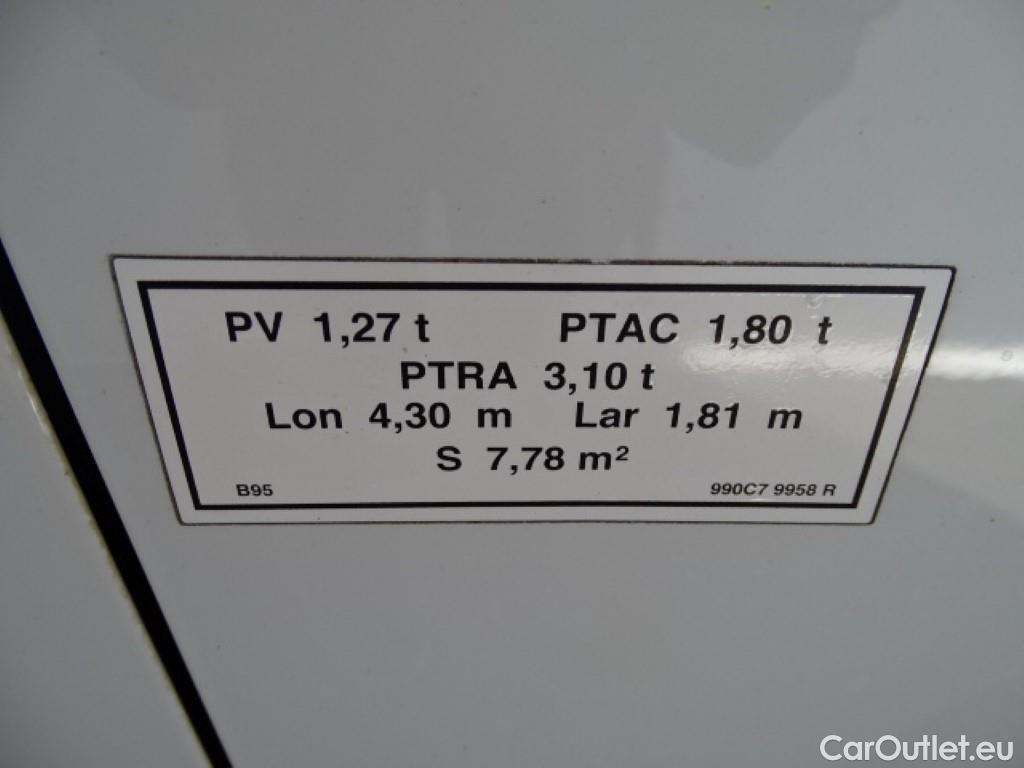 PV 1,27 t PTAC 1,80 t
PTRA 3,10 t
Lon 4,30 m Lar 1,81 m
S 7,78 m²
B95 990C7 9958 R
CarOutlet.eu